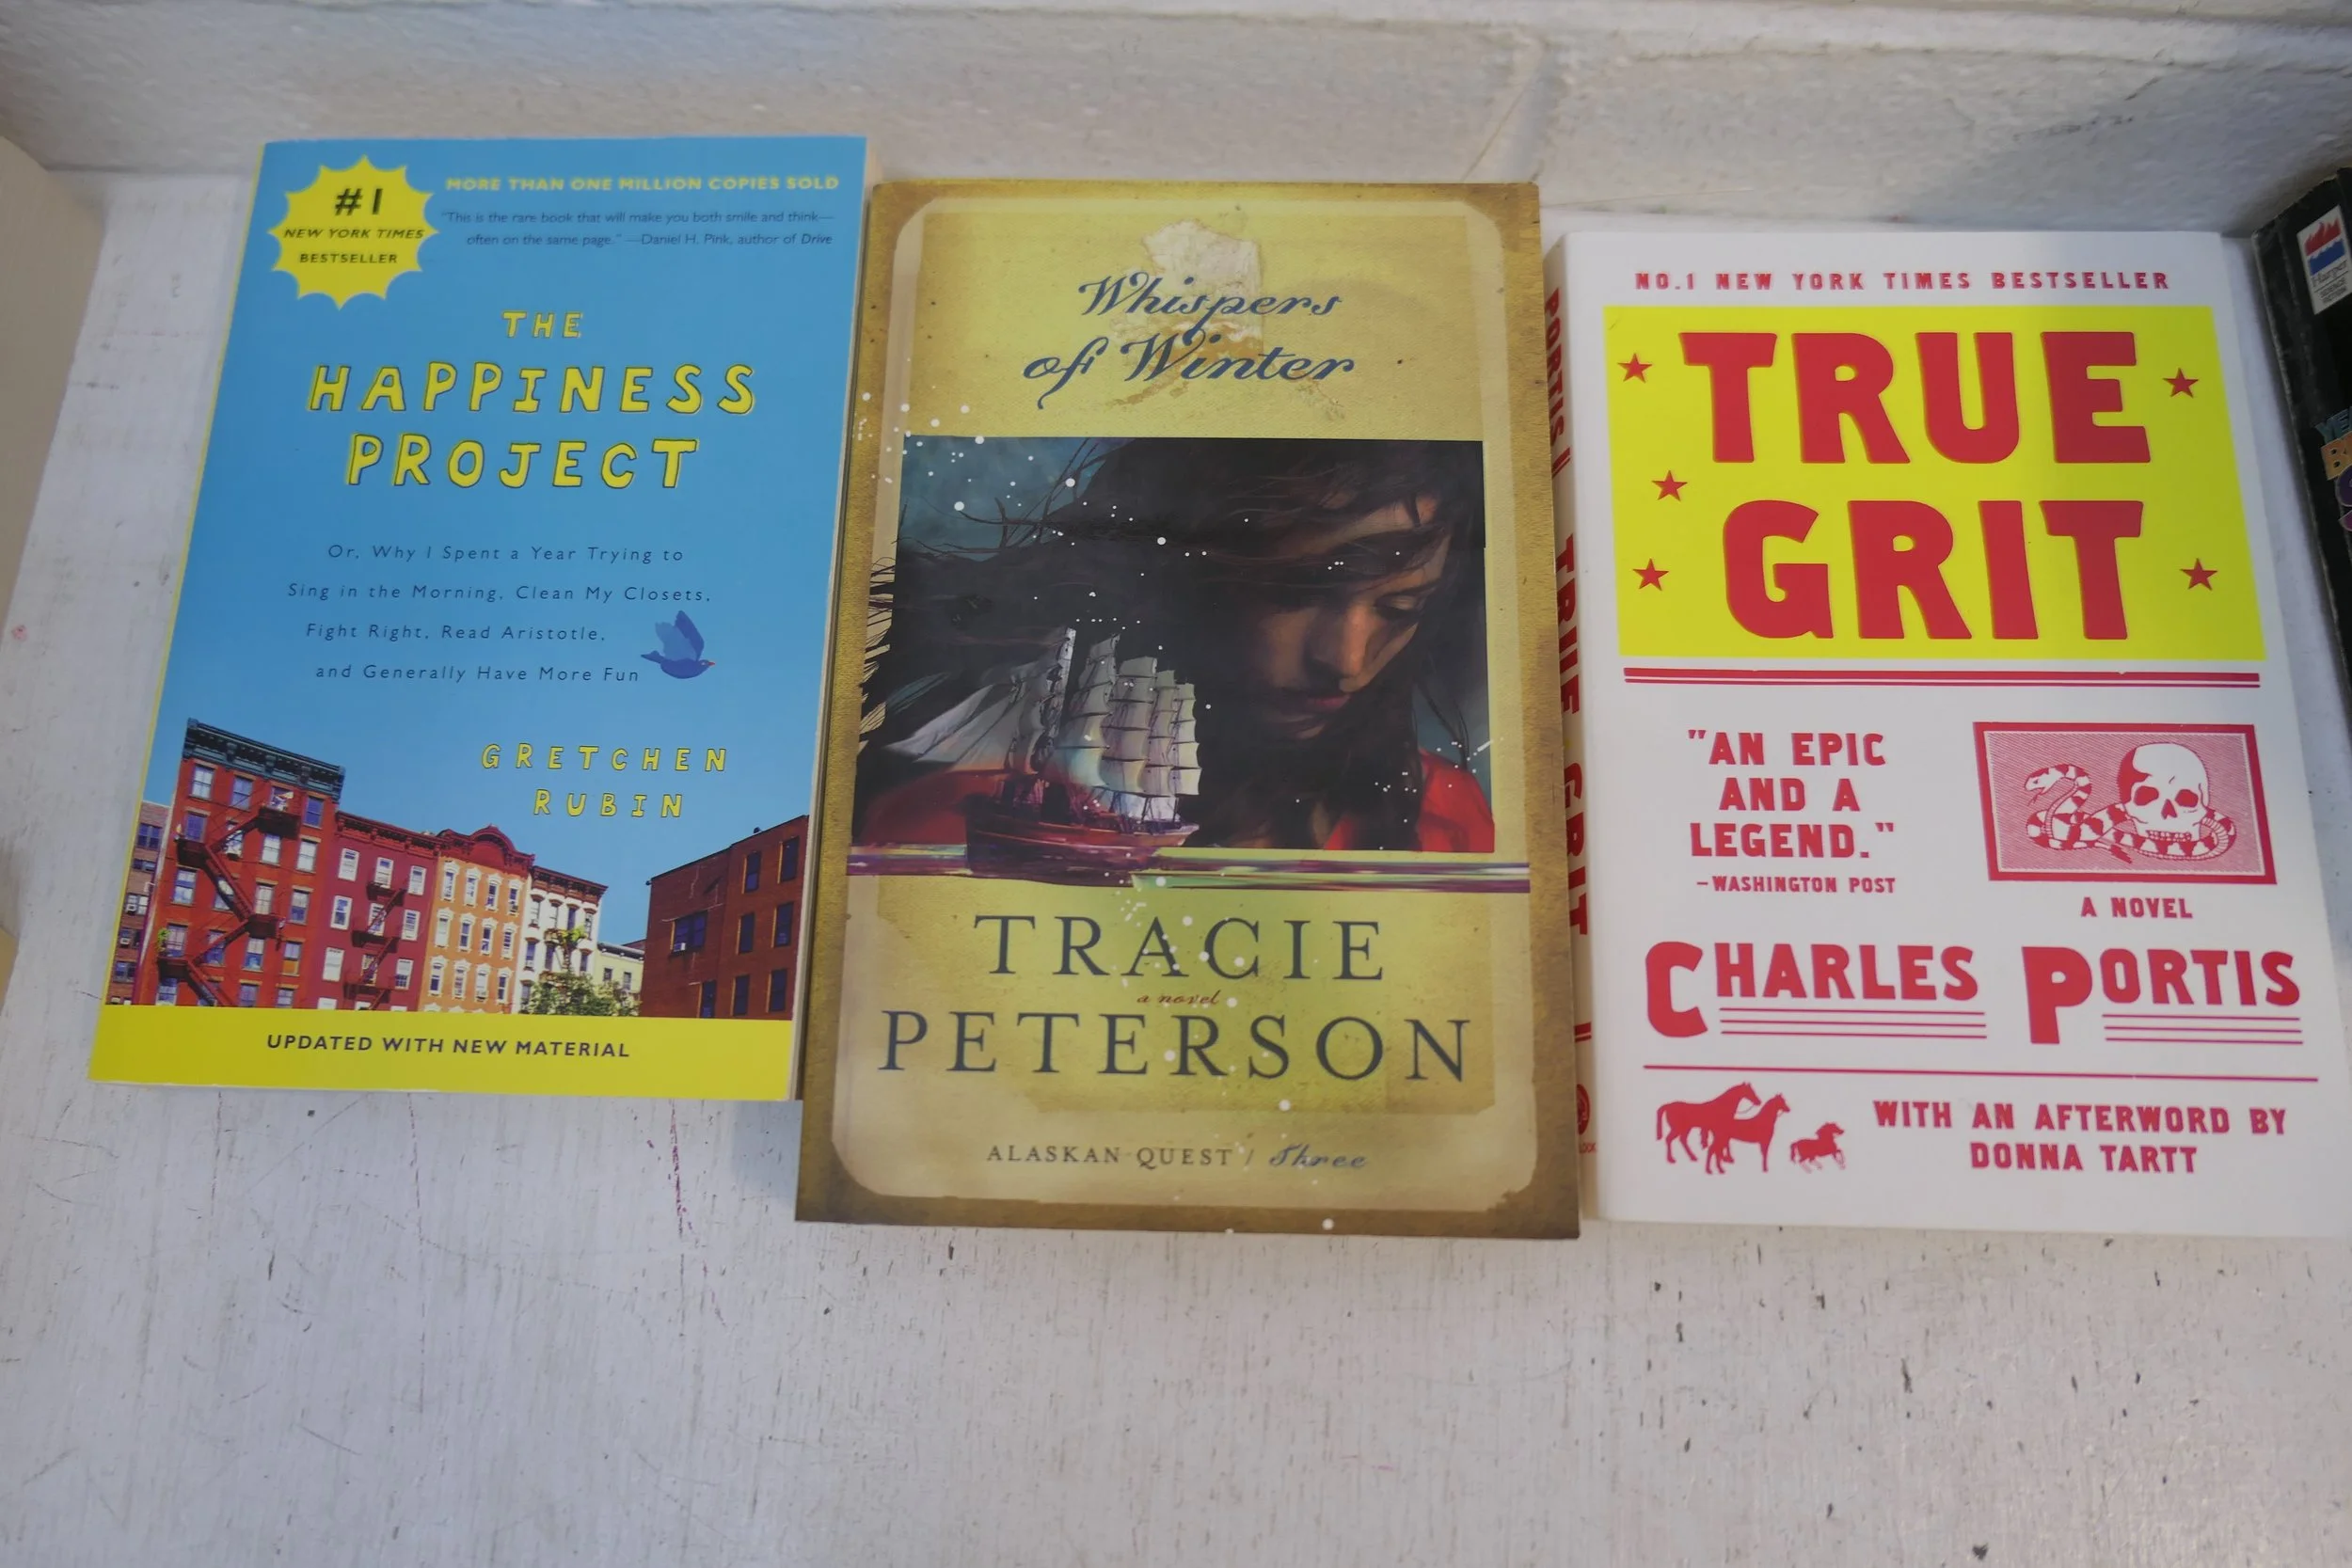 #1
NEW YORK TIMES
BESTSELLER
MORE THAN ONE MILLION COPIES SOLD
"This is the rare book that will make you both smile and think—
often on the same page." —Daniel H. Pink, author of Drive
THE
HAPPINESS
PROJECT
Or, Why I Spent a Year Trying to
Sing in the Morning, Clean My Closets,
Fight Right, Read Aristotle,
and Generally Have More Fun
GRETCHEN
RUBIN
UPDATED WITH NEW MATERIAL
Whispers
of Winter
TRACIE
a novel
PETERSON
ALASKAN QUEST / Three
PORTIS TRUE GRIT
NO.1 NEW YORK TIMES BESTSELLER
TRUE
GRIT
"AN EPIC
AND A
LEGEND."
–WASHINGTON POST
A NOVEL
CHARLES PORTIS
WITH AN AFTERWORD BY
DONNA TARTT
Harper